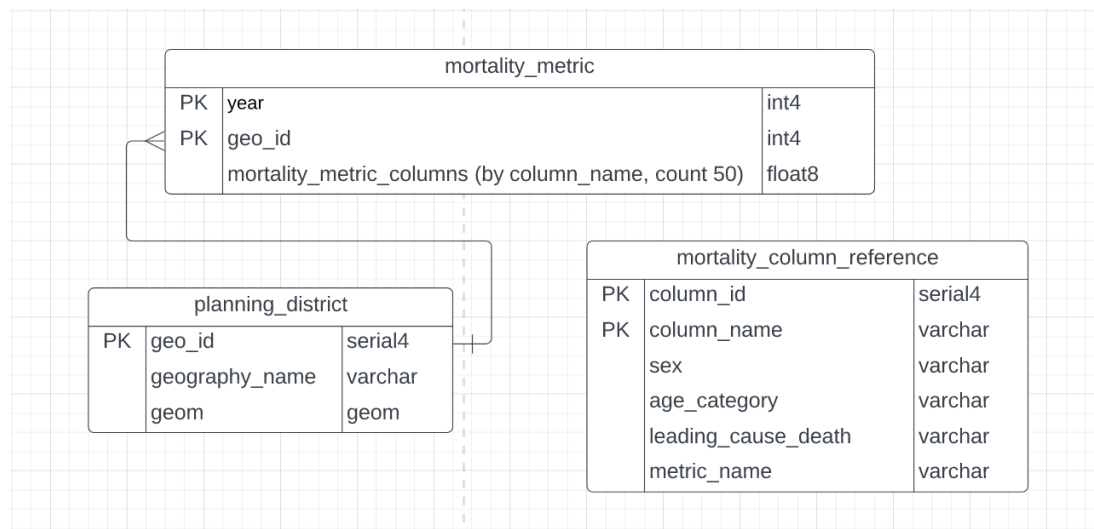 mortality_metric
PK year int4
PK geo_id int4
mortality_metric_columns (by column_name, count 50) float8
planning_district
PK geo_id serial4
geography_name varchar
geom geom
mortality_column_reference
PK column_id serial4
PK column_name varchar
sex varchar
age_category varchar
leading_cause_death varchar
metric_name varchar